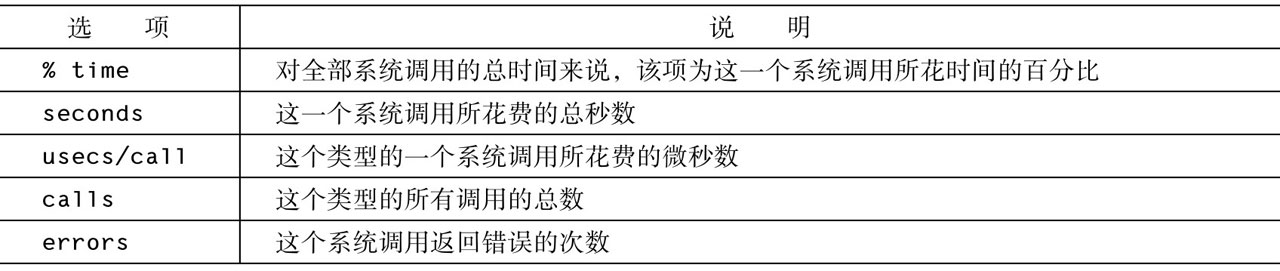 选 项 说 明
% time 对全部系统调用的总时间来说，该项为这一个系统调用所花时间的百分比
seconds 这一个系统调用所花费的总秒数
usecs/call 这个类型的一个系统调用所花费的微秒数
calls 这个类型的所有调用的总数
errors 这个系统调用返回错误的次数